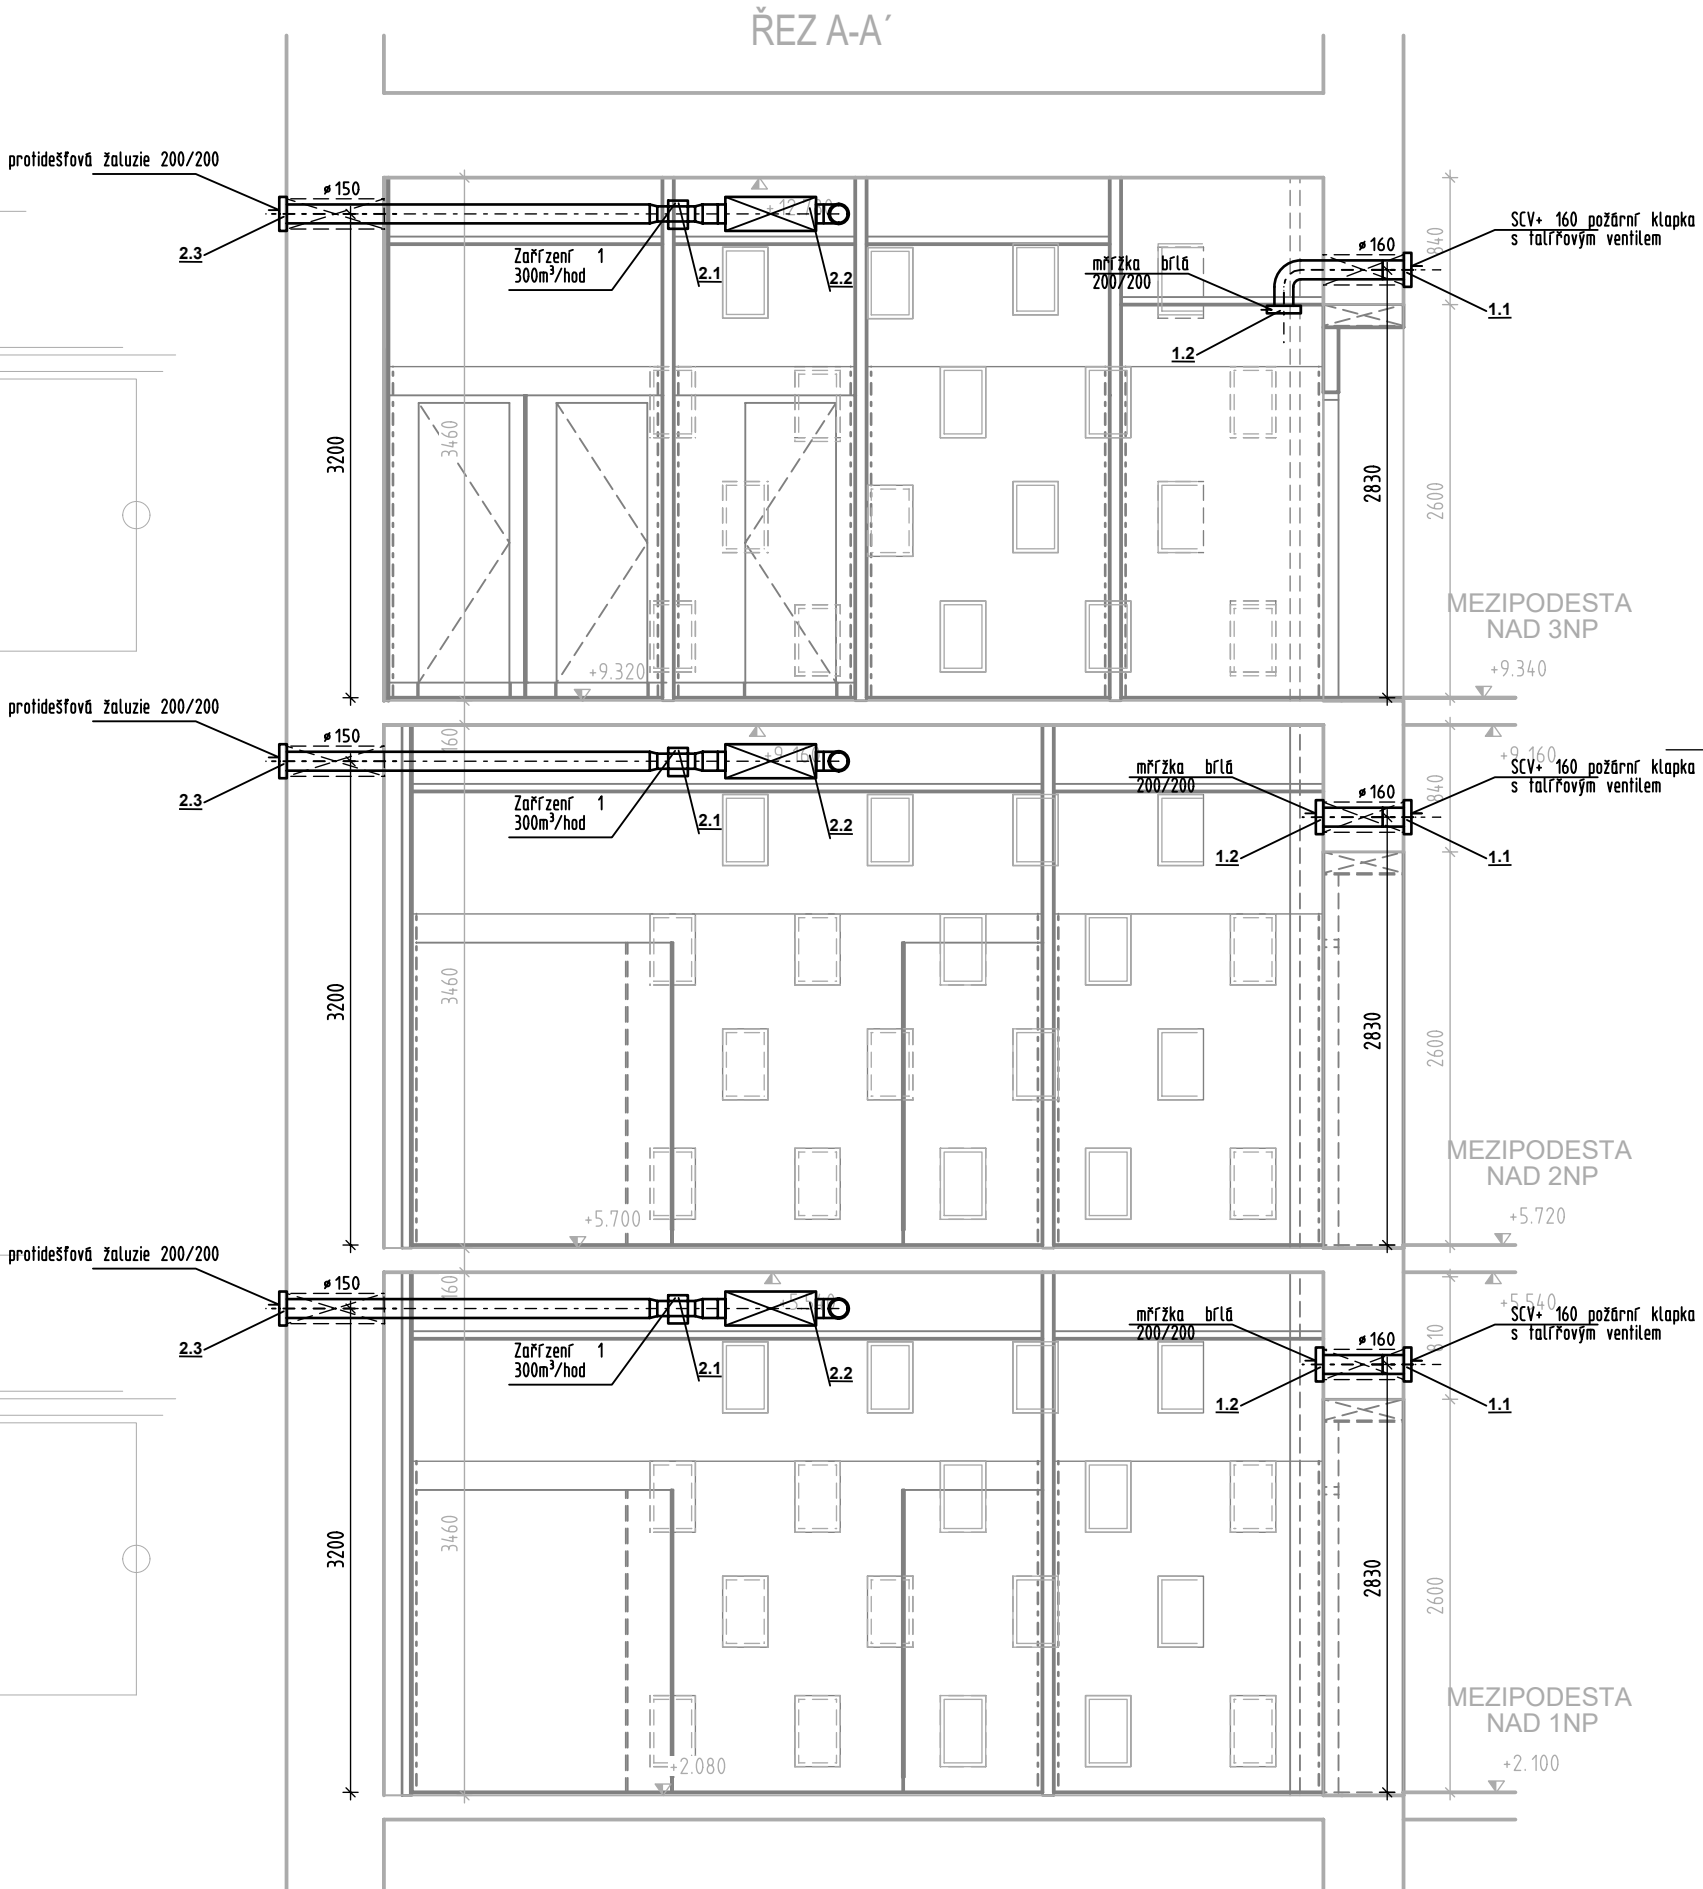 ŘEZ A-A´
protidešťová žaluzie 200/200
ø150
2.3
Zařízení 1
300m³/hod
2.1
2.2
mřížka bílá
200/200
1.2
ø160
SCV+ 160 požární klapka
s talířovým ventilem
840
1.1
3460
3200
2830
2600
MEZIPODESTA
NAD 3NP
+9.320
+9.340
protidešťová žaluzie 200/200
ø150
160
2.3
Zařízení 1
300m³/hod
2.1
2.2
mřížka bílá
200/200
1.2
ø160
+9.160
SCV+ 160 požární klapka
s talířovým ventilem
840
1.1
3460
3200
2830
2600
MEZIPODESTA
NAD 2NP
+5.700
+5.720
protidešťová žaluzie 200/200
ø150
160
2.3
Zařízení 1
300m³/hod
2.1
2.2
mřížka bílá
200/200
1.2
ø160
+5.540
SCV+ 160 požární klapka
s talířovým ventilem
810
1.1
3460
3200
2830
2600
MEZIPODESTA
NAD 1NP
+2.080
+2.100